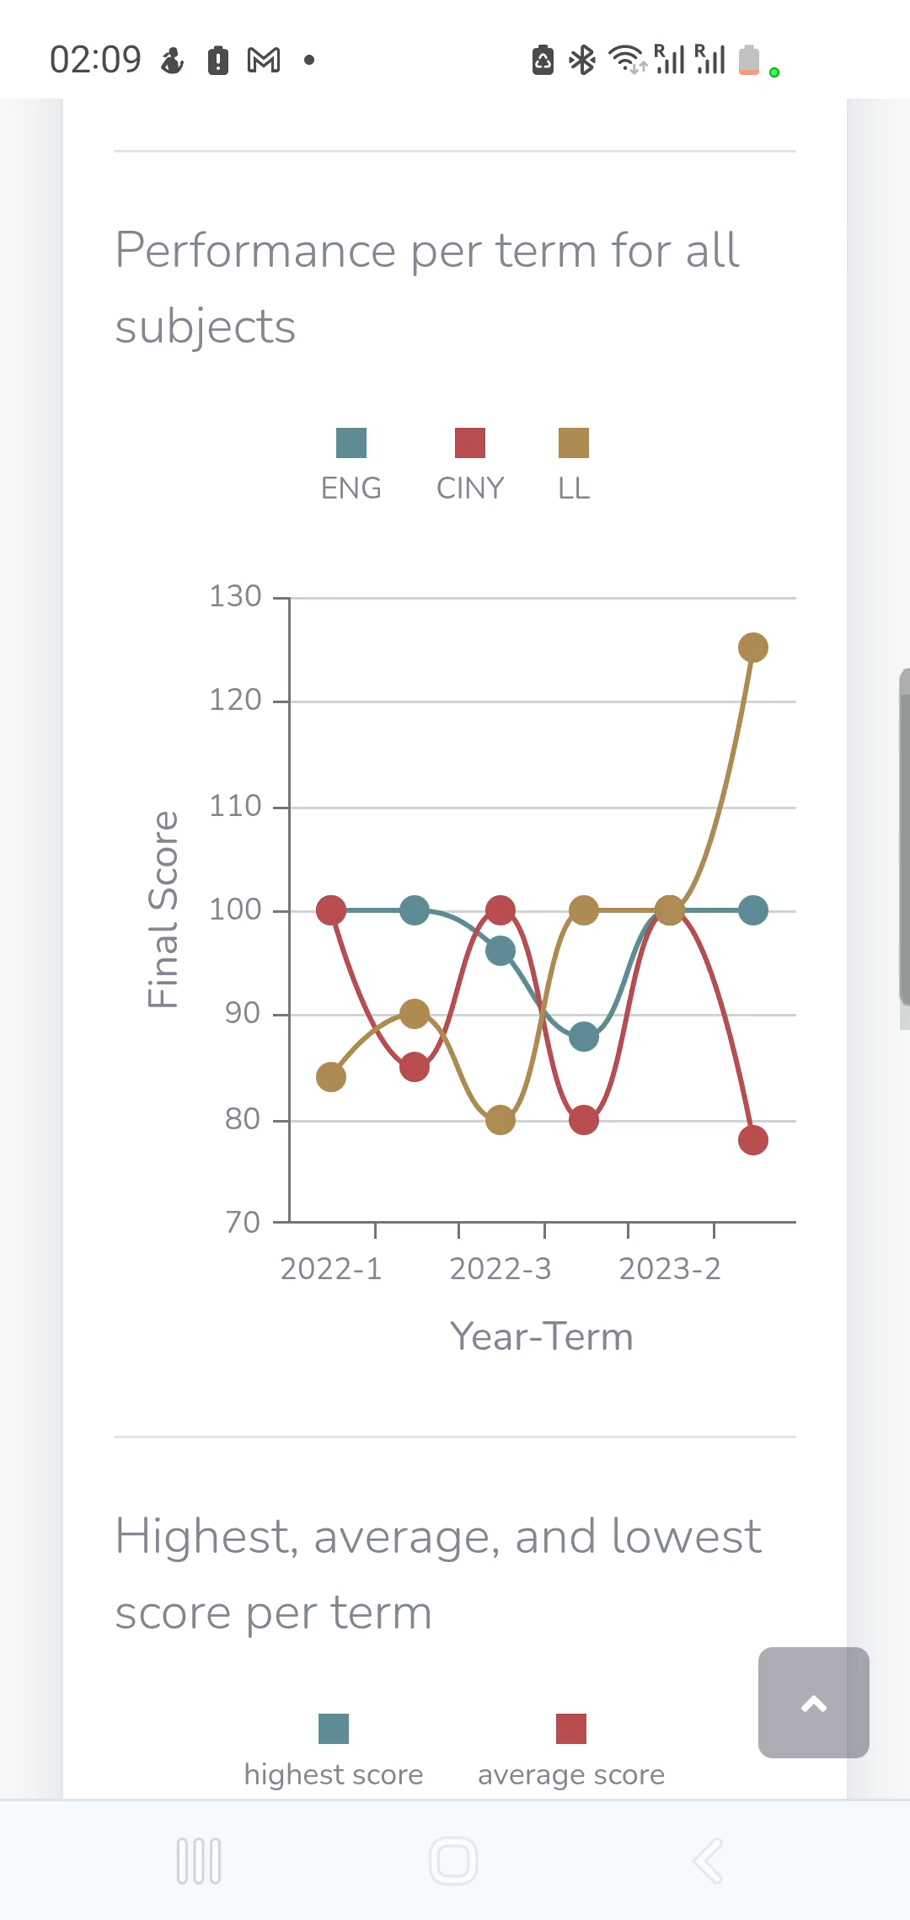 02:09
Performance per term for all
subjects
ENG CINY LL
130
120
110
100
90
80
70
Final Score
2022-1 2022-3 2023-2
Year-Term
Highest, average, and lowest
score per term
highest score average score